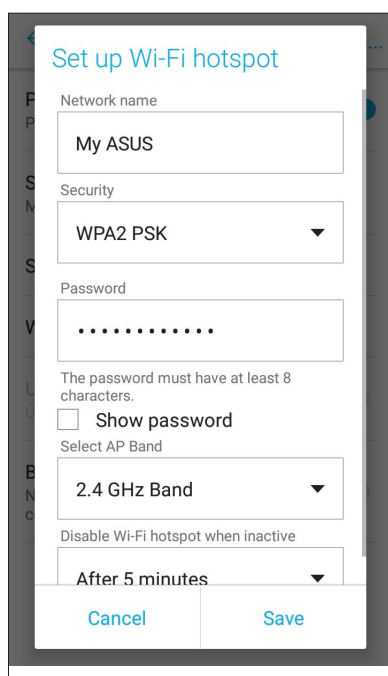 Set up Wi-Fi hotspot
Network name
My ASUS
Security
WPA2 PSK
Password
............
The password must have at least 8
characters.
Show password
Select AP Band
2.4 GHz Band
Disable Wi-Fi hotspot when inactive
After 5 minutes
Cancel
Save